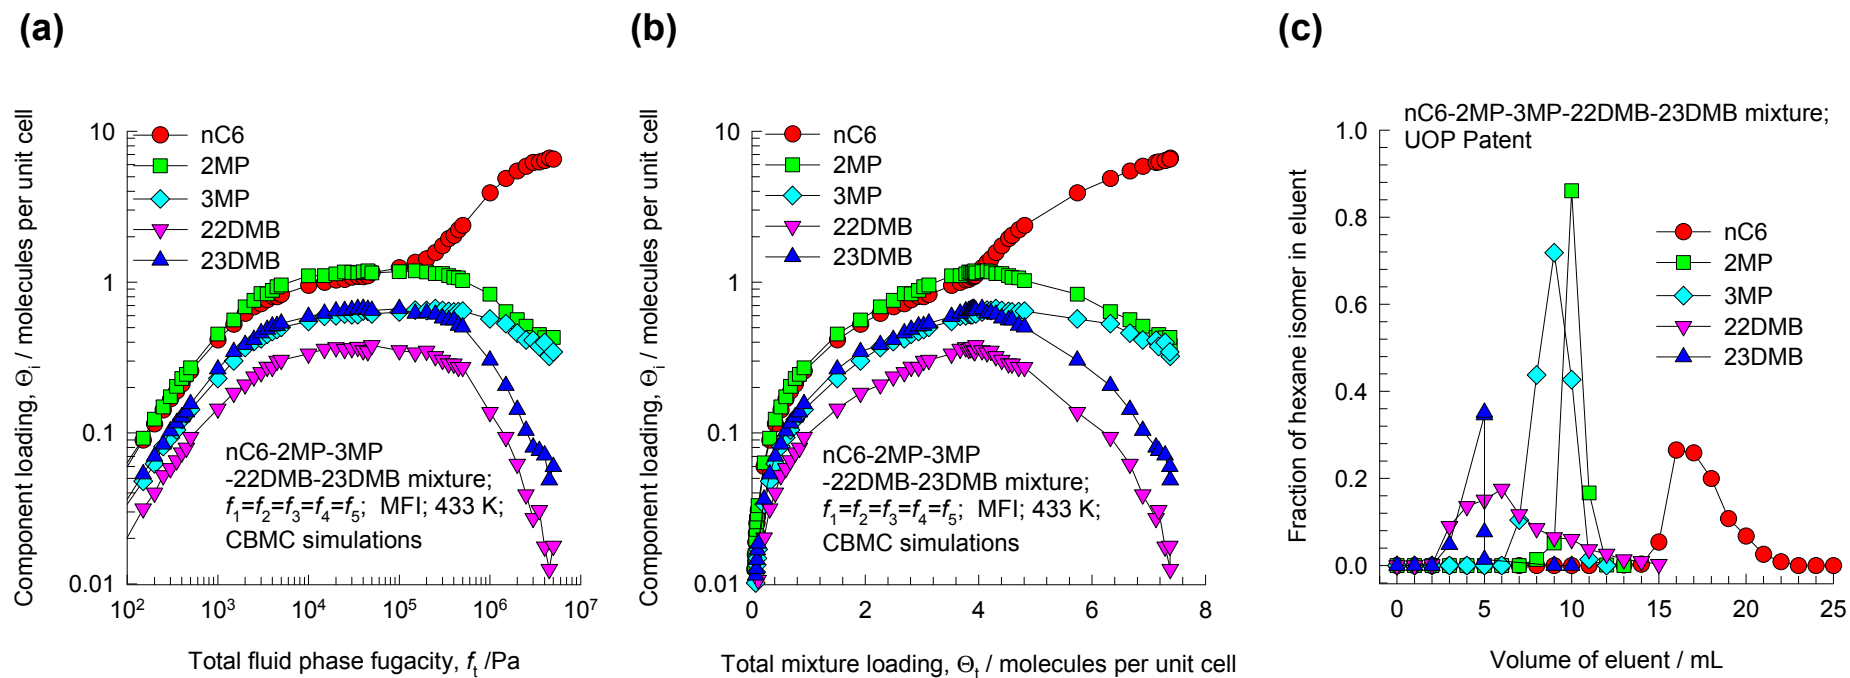 (a)
Component loading, Θi / molecules per unit cell
10
1
0.1
0.01
nC6
2MP
3MP
22DMB
23DMB
nC6-2MP-3MP
-22DMB-23DMB mixture;
f1=f2=f3=f4=f5; MFI; 433 K;
CBMC simulations
10² 10³ 10⁴ 10⁵ 10⁶ 10⁷
Total fluid phase fugacity, ft /Pa
(b)
Component loading, Θi / molecules per unit cell
10
1
0.1
0.01
nC6
2MP
3MP
22DMB
23DMB
nC6-2MP-3MP
-22DMB-23DMB mixture;
f1=f2=f3=f4=f5; MFI; 433 K;
CBMC simulations
0 2 4 6 8
Total mixture loading, Θt / molecules per unit cell
(c)
nC6-2MP-3MP-22DMB-23DMB mixture;
UOP Patent
Fraction of hexane isomer in eluent
1.0
0.8
0.6
0.4
0.2
0.0
nC6
2MP
3MP
22DMB
23DMB
0 5 10 15 20 25
Volume of eluent / mL